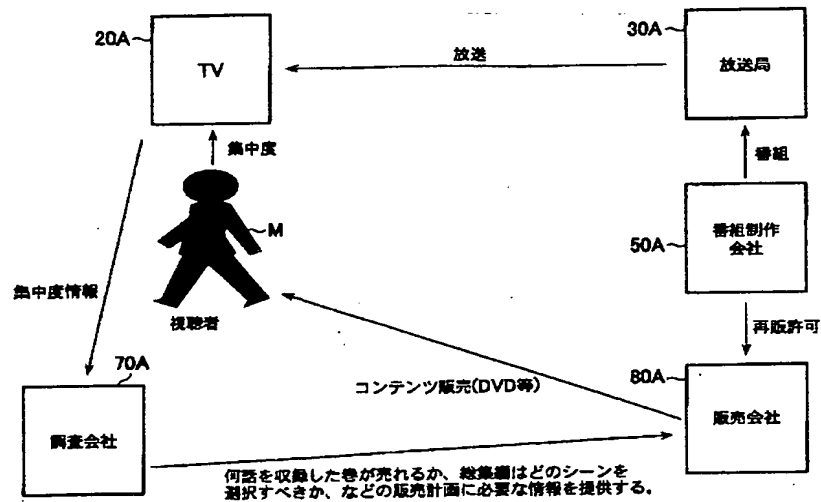 20A
TV
放送
30A
放送局
集中度
番組
M
50A
番組制作
会社
集中度情報
視聴者
再販許可
70A
調査会社
コンテンツ販売(DVD等)
80A
販売会社
何話を収録した巻が売れるか、総集編はどのシーンを
選択すべきか、などの販売計画に必要な情報を提供する。